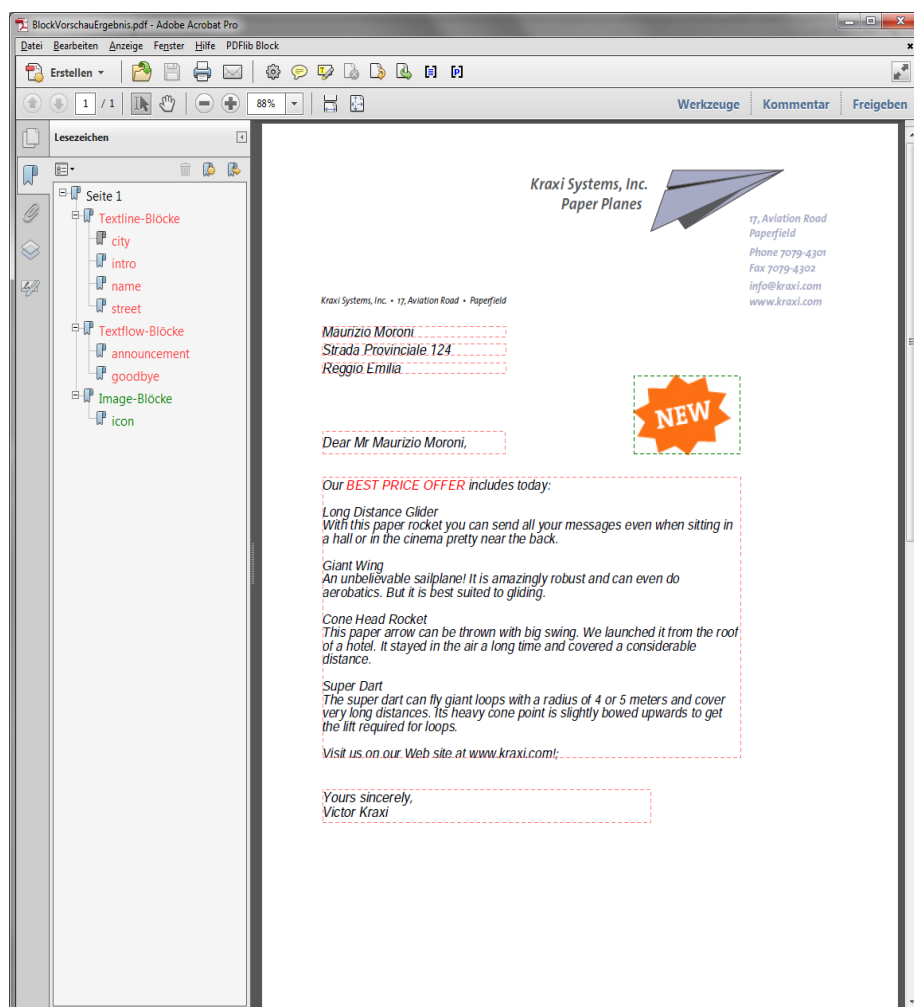 BlockVorschauErgebnis.pdf - Adobe Acrobat Pro
Datei Bearbeiten Anzeige Fenster Hilfe PDFlib Block
Erstellen
1 / 1 88% Werkzeuge Kommentar Freigeben
Lesezeichen
Seite 1
Textline-Blöcke
city
intro
name
street
Textflow-Blöcke
announcement
goodbye
Image-Blöcke
icon
Kraxi Systems, Inc.
Paper Planes
17, Aviation Road
Paperfield
Phone 7079-4301
Fax 7079-4302
info@kraxi.com
www.kraxi.com
Kraxi Systems, Inc. • 17, Aviation Road • Paperfield
Maurizio Moroni
Strada Provinciale 124
Reggio Emilia
NEW
Dear Mr Maurizio Moroni,
Our BEST PRICE OFFER includes today:
Long Distance Glider
With this paper rocket you can send all your messages even when sitting in
a hall or in the cinema pretty near the back.
Giant Wing
An unbelievable sailplane! It is amazingly robust and can even do
aerobatics. But it is best suited to gliding.
Cone Head Rocket
This paper arrow can be thrown with big swing. We launched it from the roof
of a hotel. It stayed in the air a long time and covered a considerable
distance.
Super Dart
The super dart can fly giant loops with a radius of 4 or 5 meters and cover
very long distances. Its heavy cone point is slightly bowed upwards to get
the lift required for loops.
Visit us on our Web site at www.kraxi.com!;
Yours sincerely,
Victor Kraxi